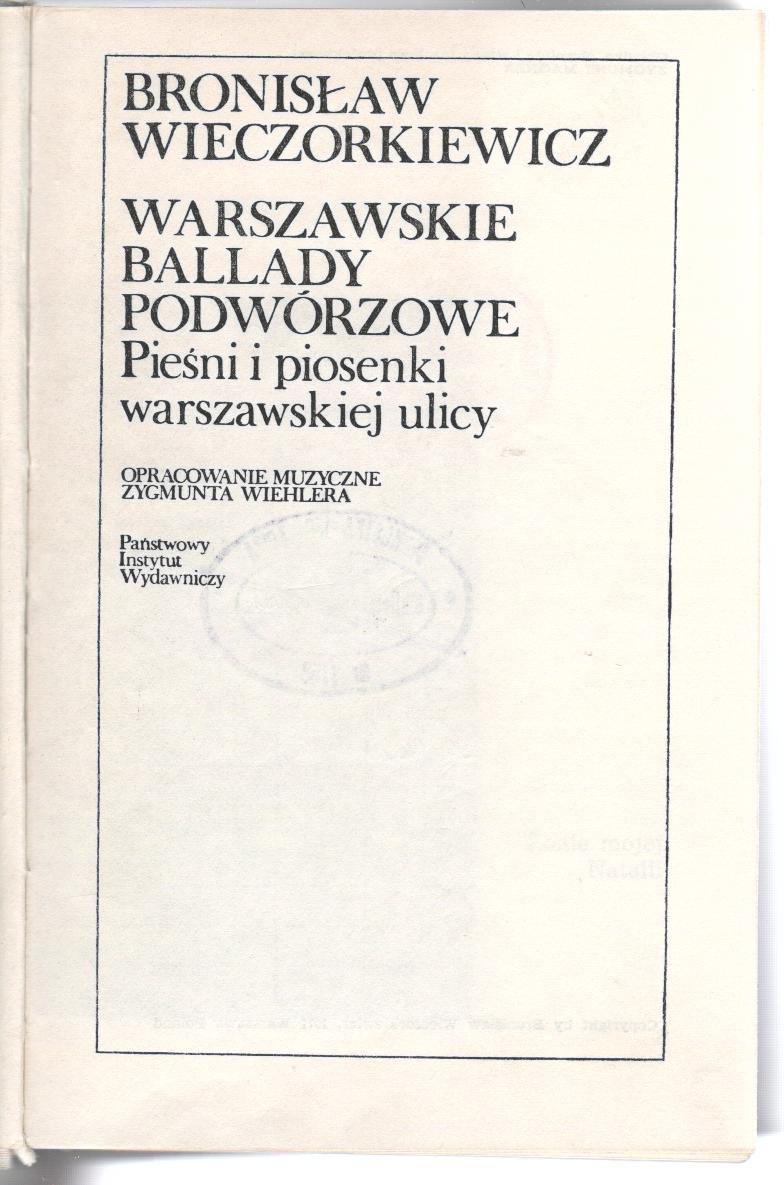 BRONISŁAW
WIECZORKIEWICZ
WARSZAWSKIE
BALLADY
PODWÓRZOWE
Pieśni i piosenki
warszawskiej ulicy
OPRACOWANIE MUZYCZNE
ZYGMUNTA WIEHLERA
Państwowy
Instytut
Wydawniczy